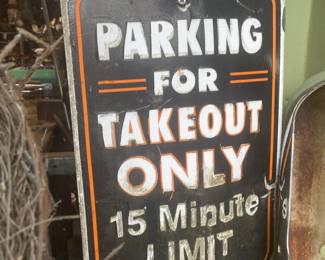 PARKING
FOR
TAKEOUT
ONLY
15 Minute
LIMIT